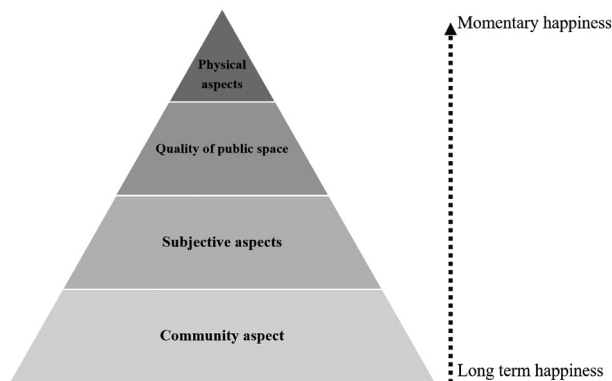 Momentary happiness
Physical
aspects
Quality of public space
Subjective aspects
Community aspect
Long term happiness